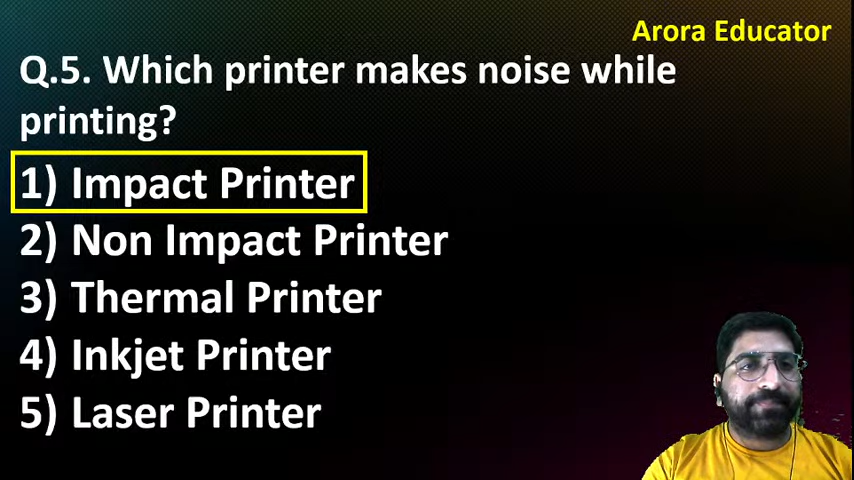 Arora Educator
Q.5. Which printer makes noise while
printing?
1) Impact Printer
2) Non Impact Printer
3) Thermal Printer
4) Inkjet Printer
5) Laser Printer